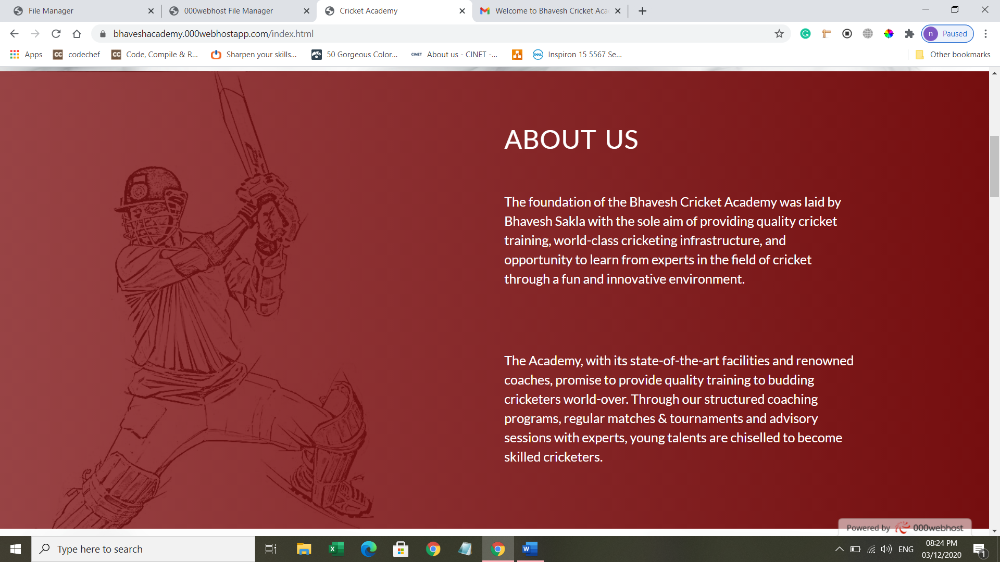 File Manager
000webhost File Manager
Cricket Academy
Welcome to Bhavesh Cricket Aca
bhaveshacademy.000webhostapp.com/index.html
n Paused
Apps
CC codechef
CC Code, Compile & R...
Sharpen your skills...
50 Gorgeous Color...
CINET About us - CINET -...
DELL Inspiron 15 5567 Se...
Other bookmarks
ABOUT US
The foundation of the Bhavesh Cricket Academy was laid by
Bhavesh Sakla with the sole aim of providing quality cricket
training, world-class cricketing infrastructure, and
opportunity to learn from experts in the field of cricket
through a fun and innovative environment.
The Academy, with its state-of-the-art facilities and renowned
coaches, promise to provide quality training to budding
cricketers world-over. Through our structured coaching
programs, regular matches & tournaments and advisory
sessions with experts, young talents are chiselled to become
skilled cricketers.
Powered by 000webhost
Type here to search
ENG
08:24 PM
03/12/2020
1